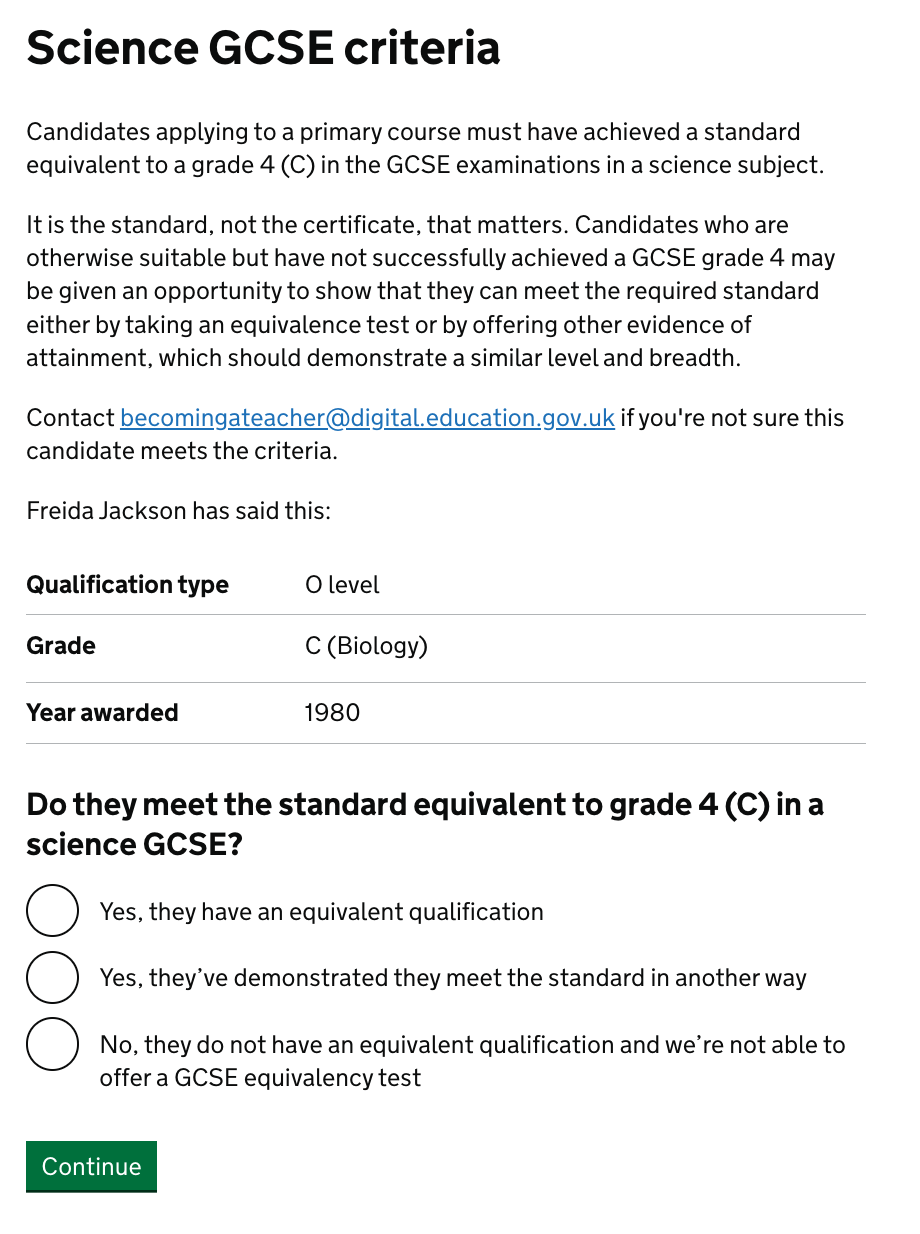 Science GCSE criteria
Candidates applying to a primary course must have achieved a standard
equivalent to a grade 4 (C) in the GCSE examinations in a science subject.
It is the standard, not the certificate, that matters. Candidates who are
otherwise suitable but have not successfully achieved a GCSE grade 4 may
be given an opportunity to show that they can meet the required standard
either by taking an equivalence test or by offering other evidence of
attainment, which should demonstrate a similar level and breadth.
Contact becomingateacher@digital.education.gov.uk if you're not sure this
candidate meets the criteria.
Freida Jackson has said this:
Qualification type O level
Grade C (Biology)
Year awarded 1980
Do they meet the standard equivalent to grade 4 (C) in a
science GCSE?
Yes, they have an equivalent qualification
Yes, they’ve demonstrated they meet the standard in another way
No, they do not have an equivalent qualification and we’re not able to
offer a GCSE equivalency test
Continue